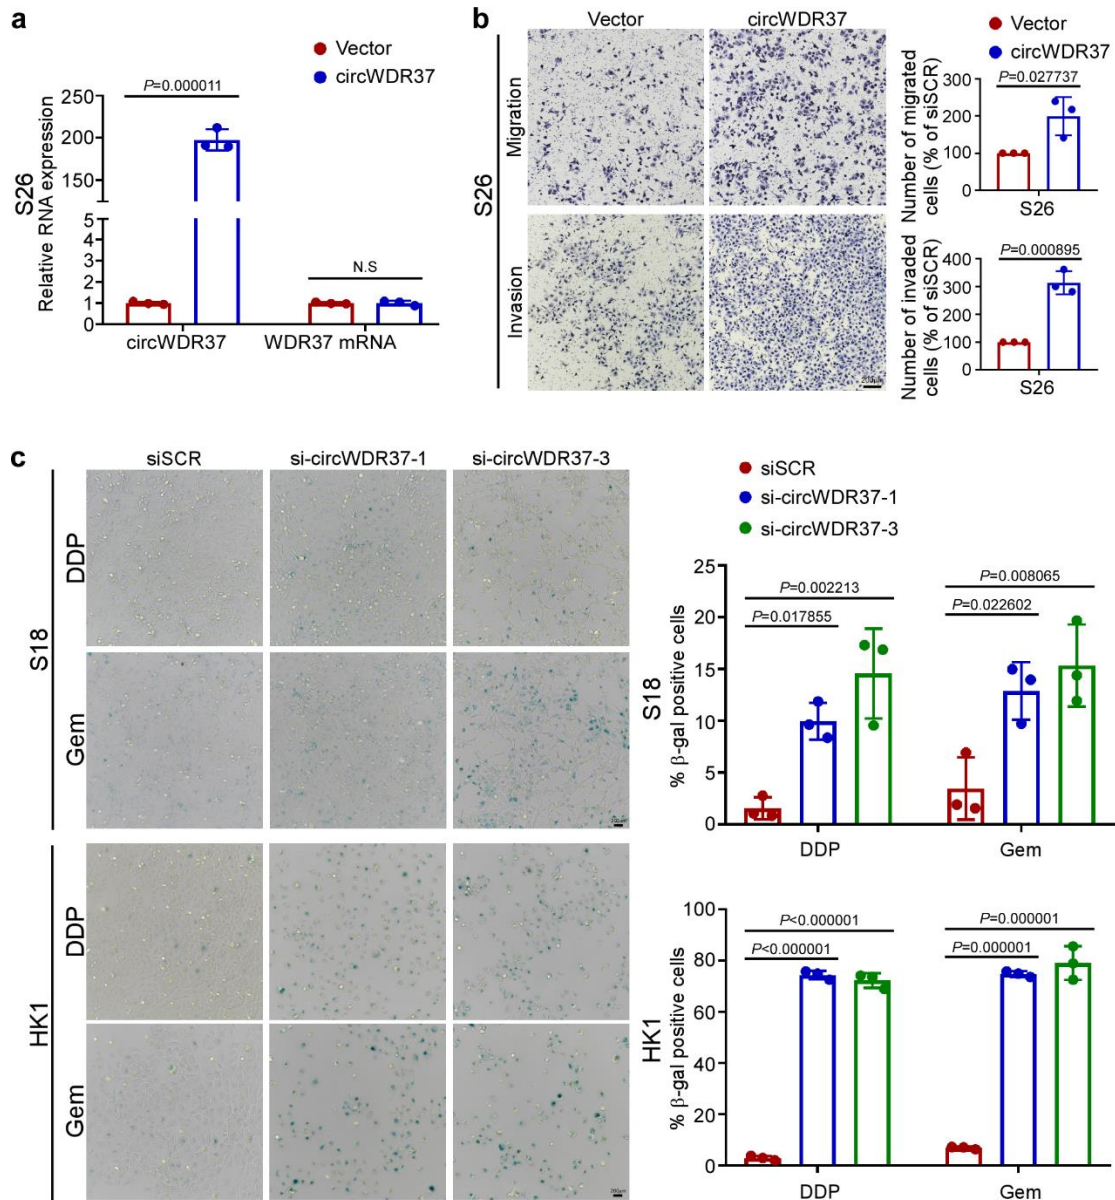 a
Vector
circWDR37
P=0.000011
S26
Relative RNA expression
250
200
150
5
4
3
2
1
0
N.S
circWDR37
WDR37 mRNA
b
Vector
circWDR37
S26
Migration
Invasion
200μm
Vector
circWDR37
P=0.027737
Number of migrated
cells (% of siSCR)
300
200
100
0
S26
P=0.000895
Number of invaded
cells (% of siSCR)
400
300
200
100
0
S26
c
siSCR
si-circWDR37-1
si-circWDR37-3
S18
DDP
Gem
HK1
DDP
Gem
200μm
siSCR
si-circWDR37-1
si-circWDR37-3
S18
% β-gal positive cells
25
20
15
10
5
0
P=0.002213
P=0.017855
P=0.008065
P=0.022602
DDP
Gem
HK1
% β-gal positive cells
100
80
60
40
20
0
P<0.000001
P<0.000001
P=0.000001
P=0.000001
DDP
Gem